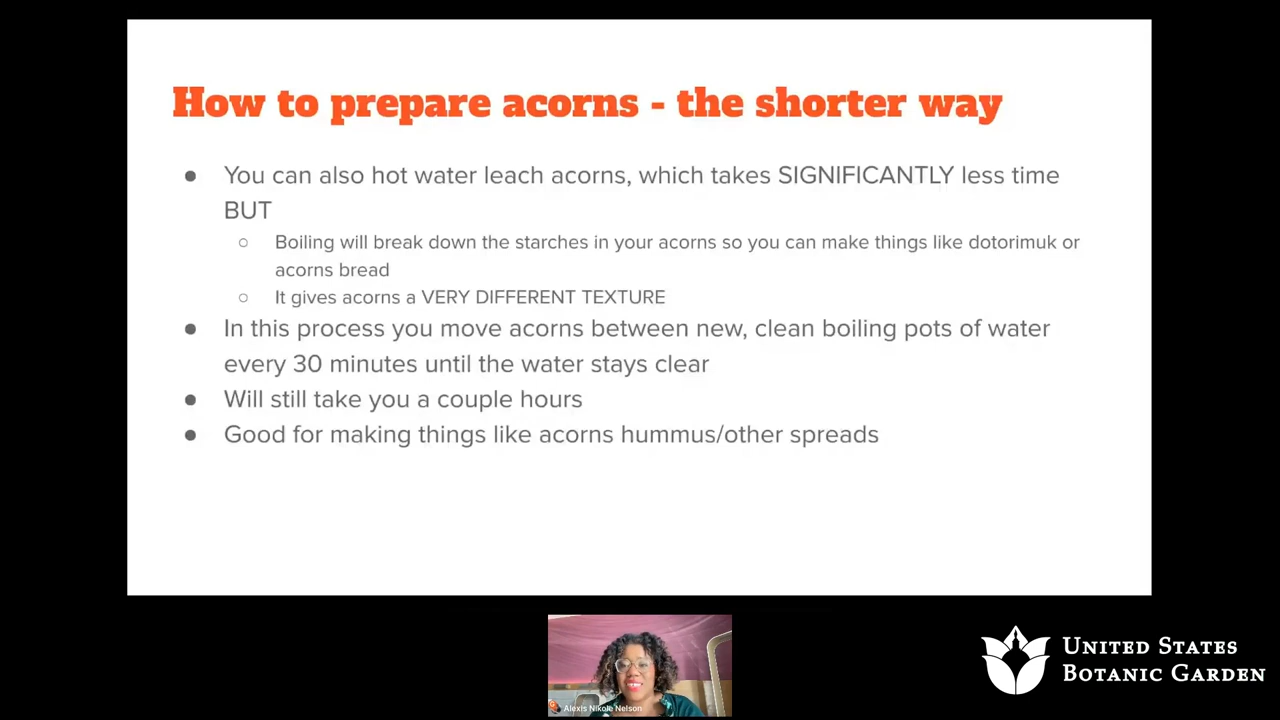 How to prepare acorns - the shorter way
● You can also hot water leach acorns, which takes SIGNIFICANTLY less time
BUT
○ Boiling will break down the starches in your acorns so you can make things like dotorimuk or
acorns bread
○ It gives acorns a VERY DIFFERENT TEXTURE
● In this process you move acorns between new, clean boiling pots of water
every 30 minutes until the water stays clear
● Will still take you a couple hours
● Good for making things like acorns hummus/other spreads
Alexis Nikole Nelson
UNITED STATES
BOTANIC GARDEN